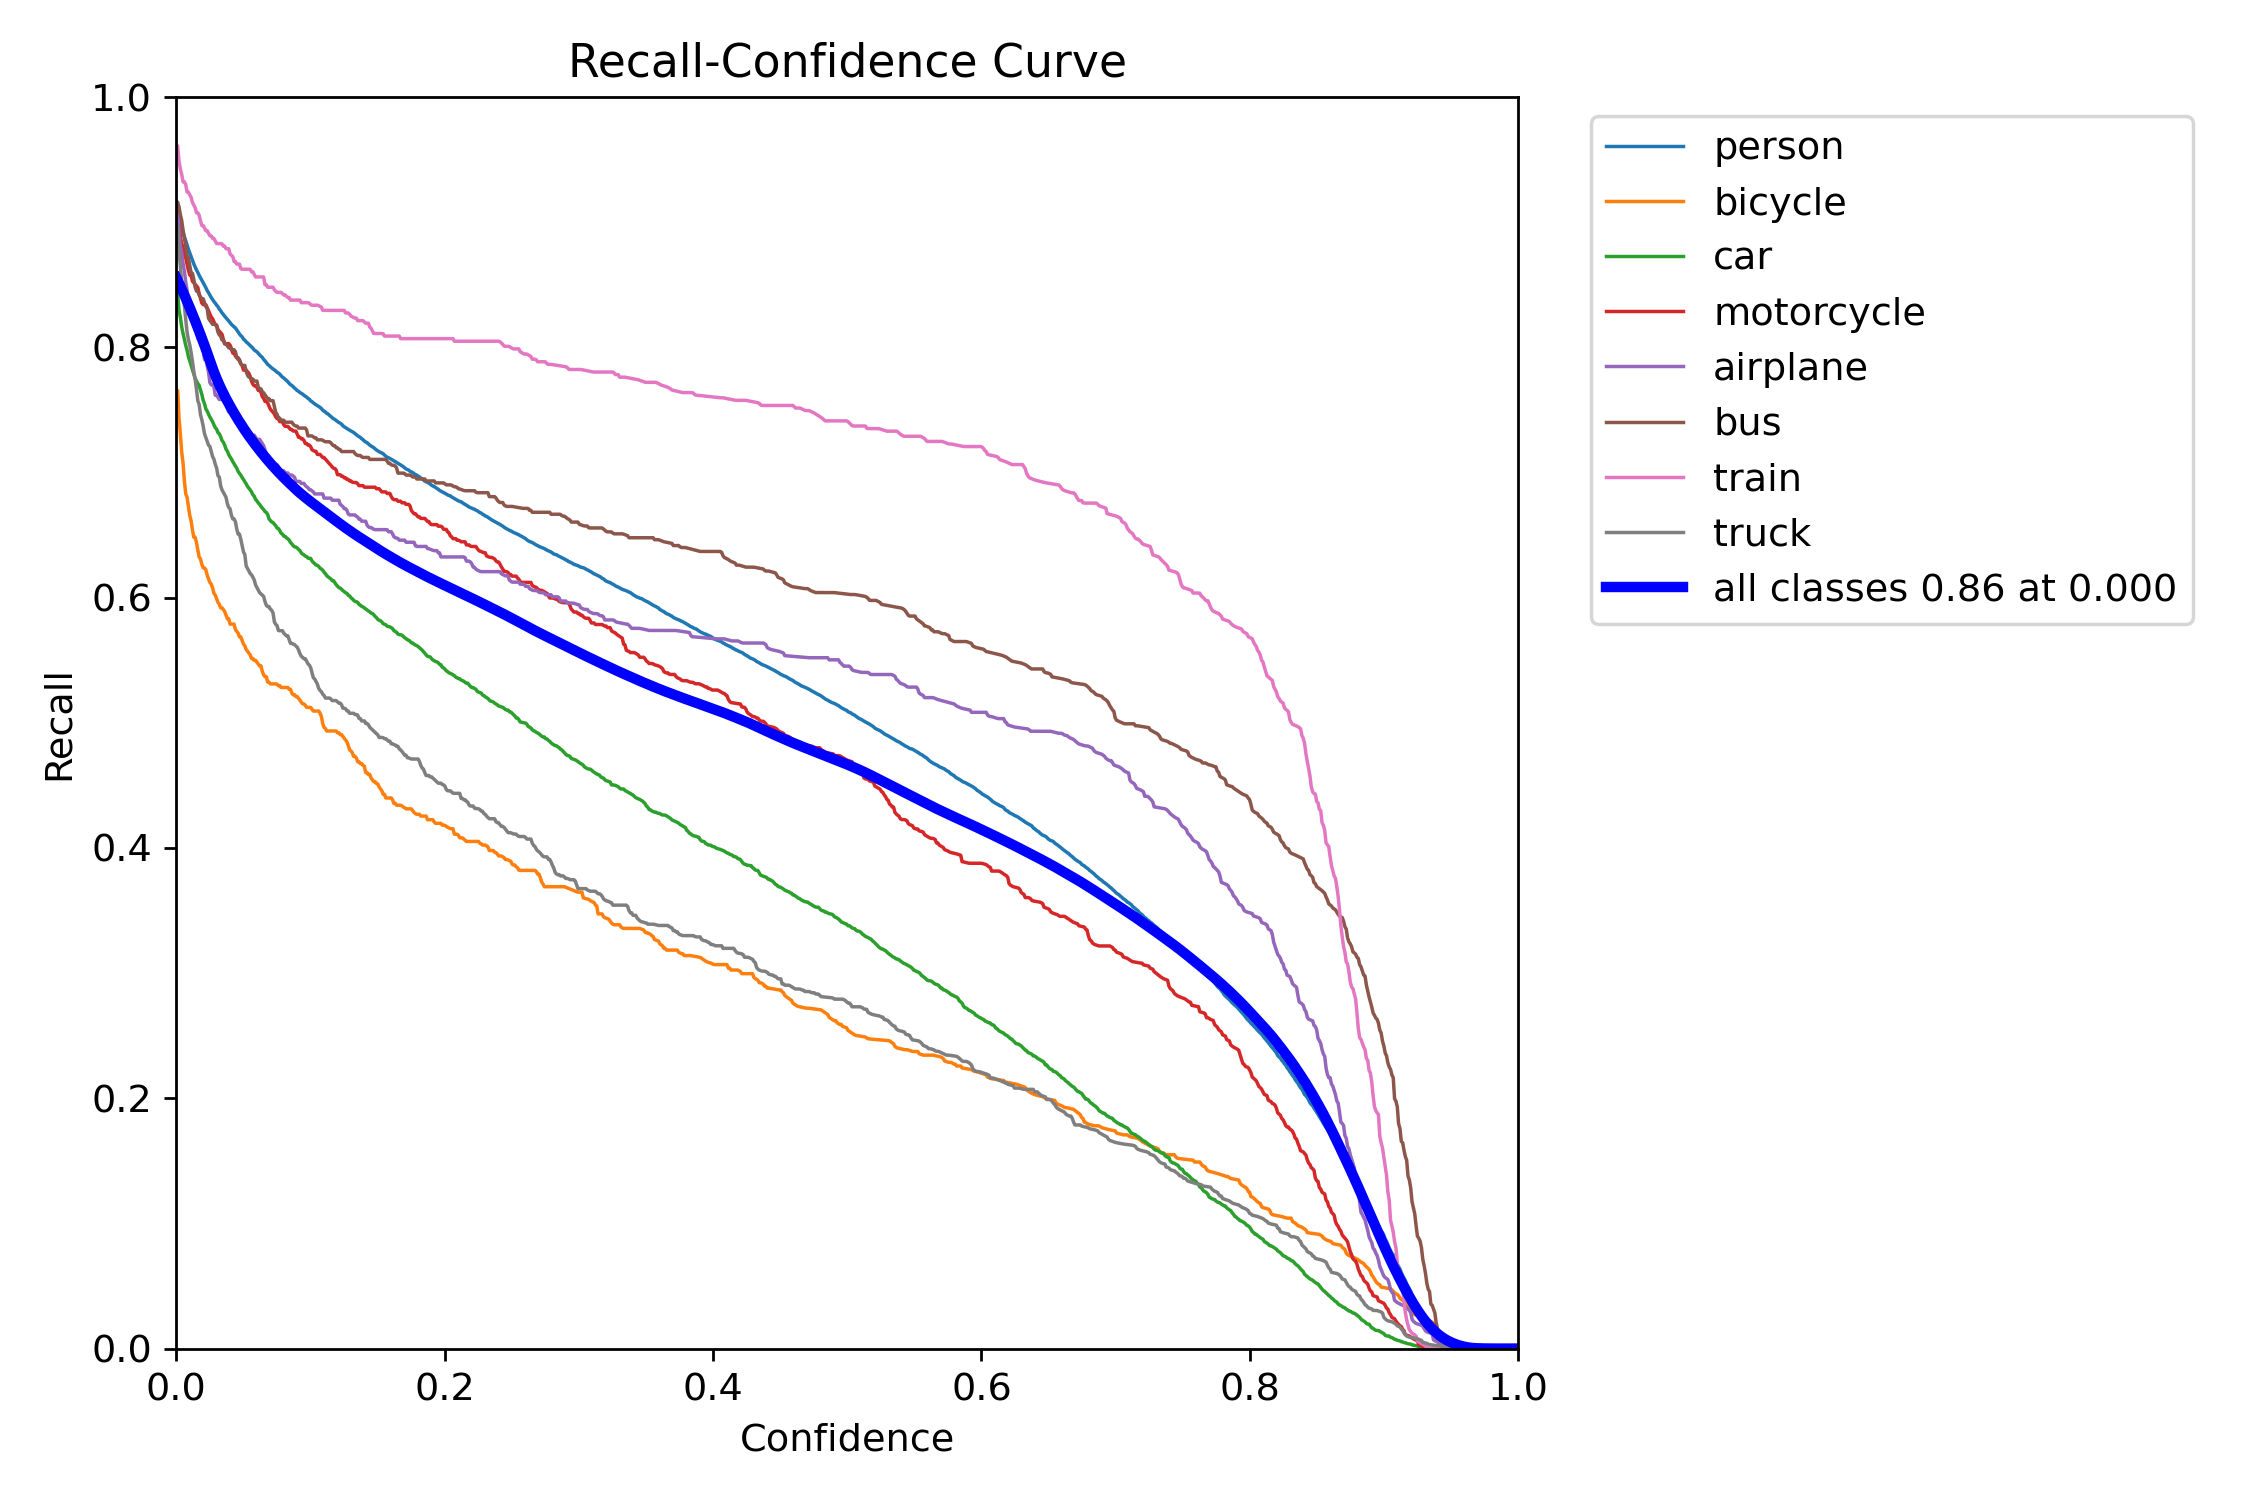 Recall-Confidence Curve
1.0
0.8
0.6
0.4
0.2
0.0
Recall
0.0 0.2 0.4 0.6 0.8 1.0
Confidence
person
bicycle
car
motorcycle
airplane
bus
train
truck
all classes 0.86 at 0.000